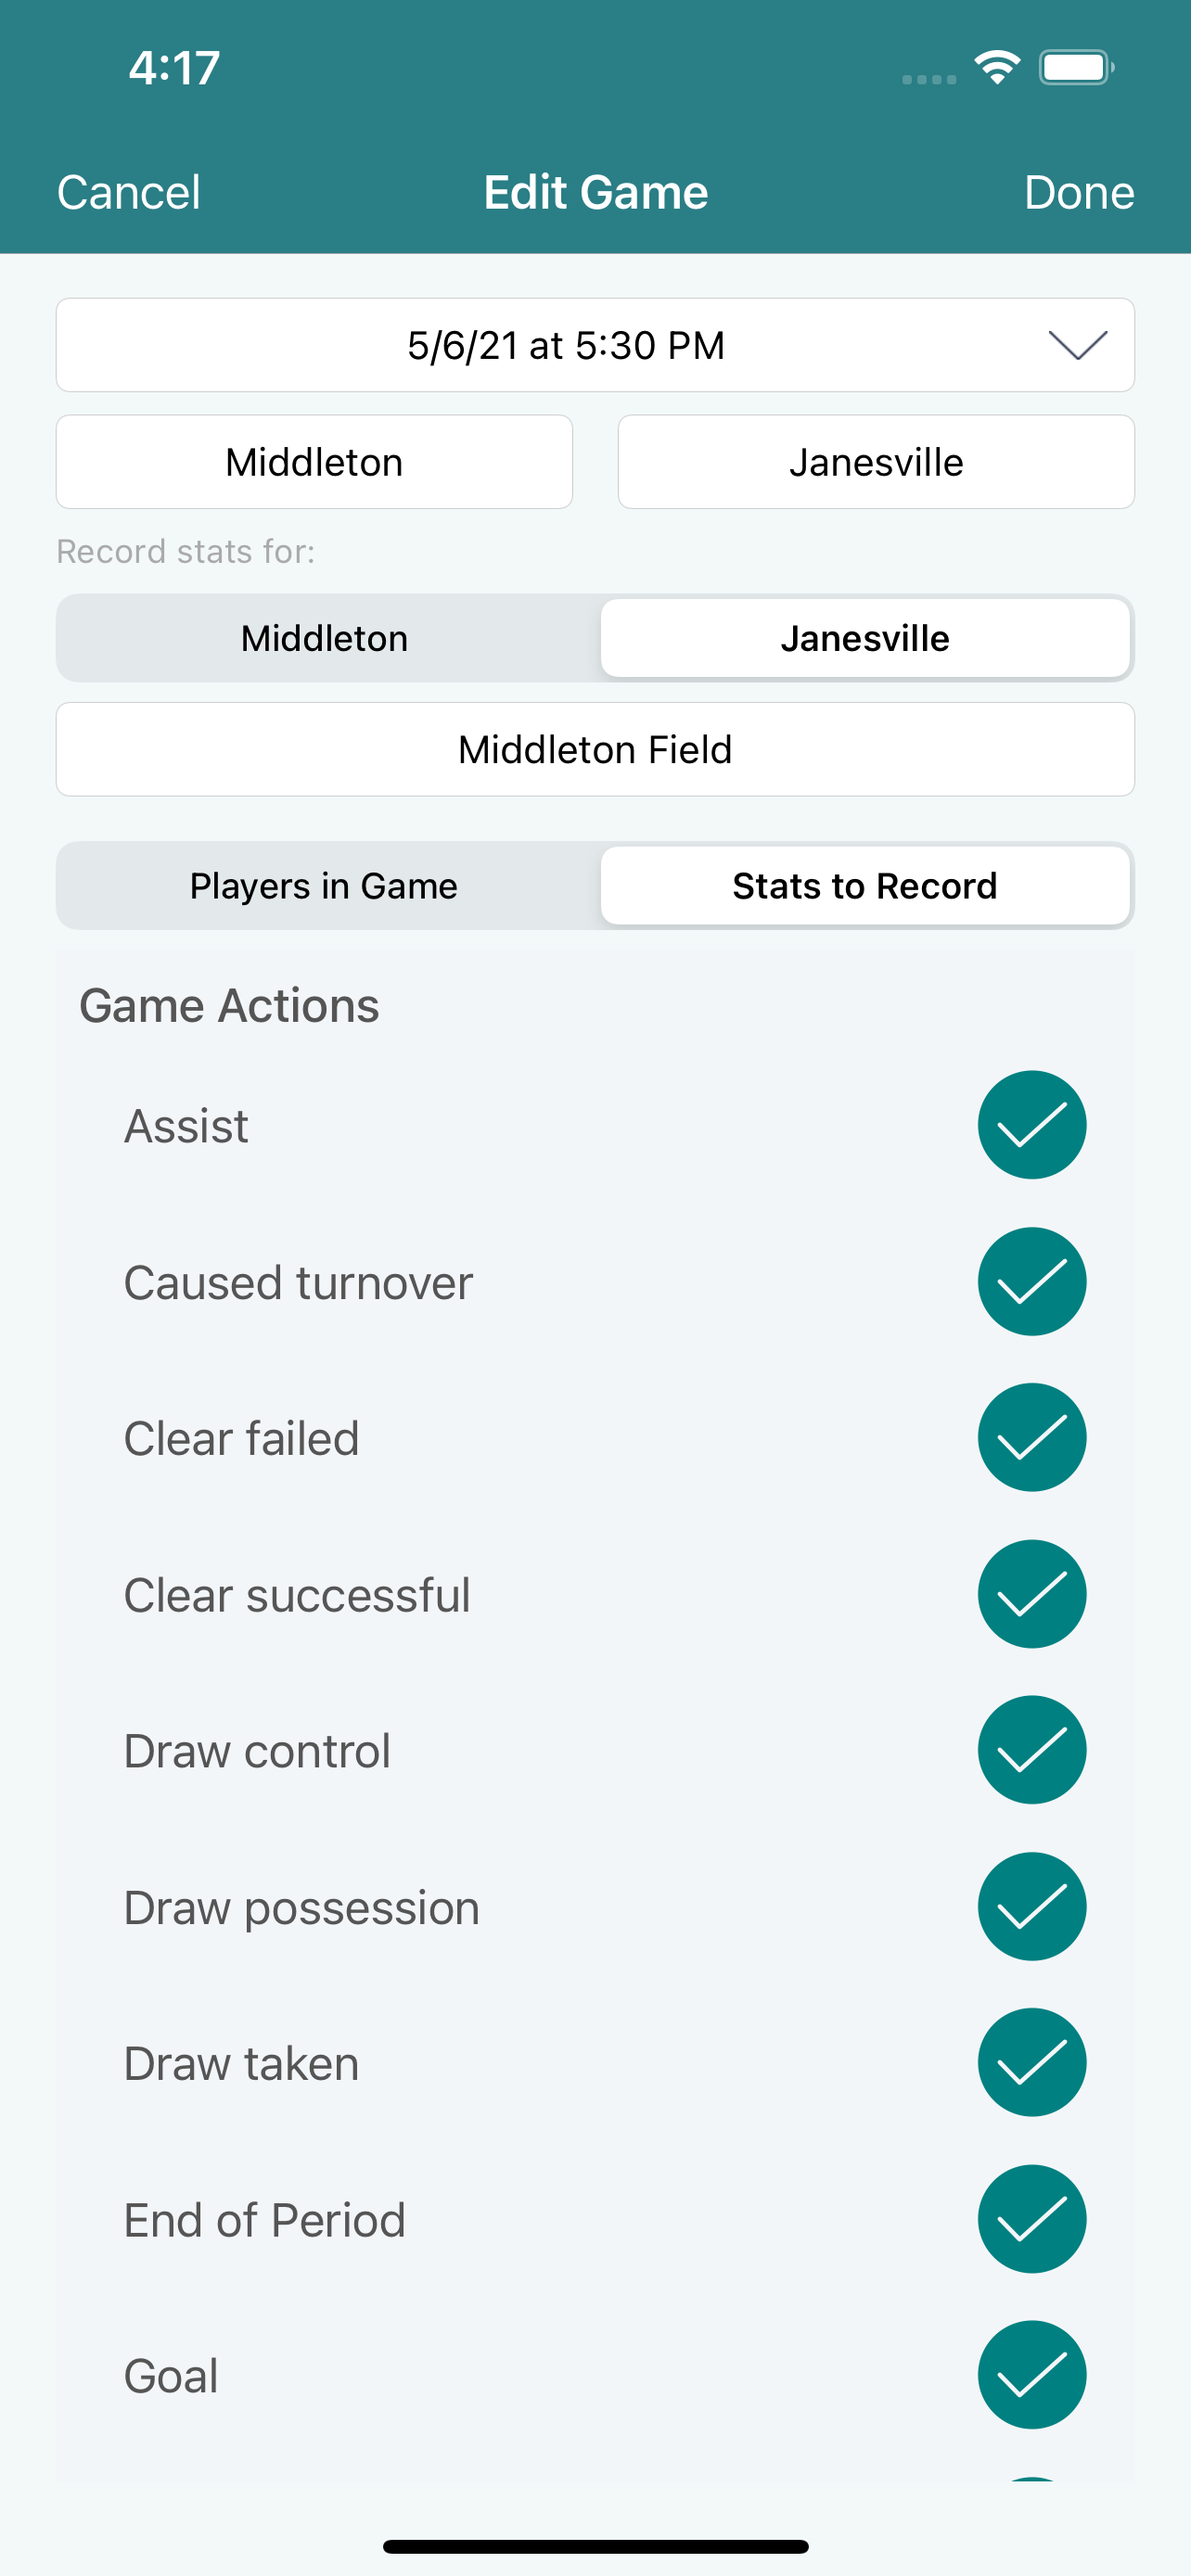 4:17
Cancel Edit Game Done
5/6/21 at 5:30 PM
Middleton Janesville
Record stats for:
Middleton Janesville
Middleton Field
Players in Game Stats to Record
Game Actions
Assist
Caused turnover
Clear failed
Clear successful
Draw control
Draw possession
Draw taken
End of Period
Goal